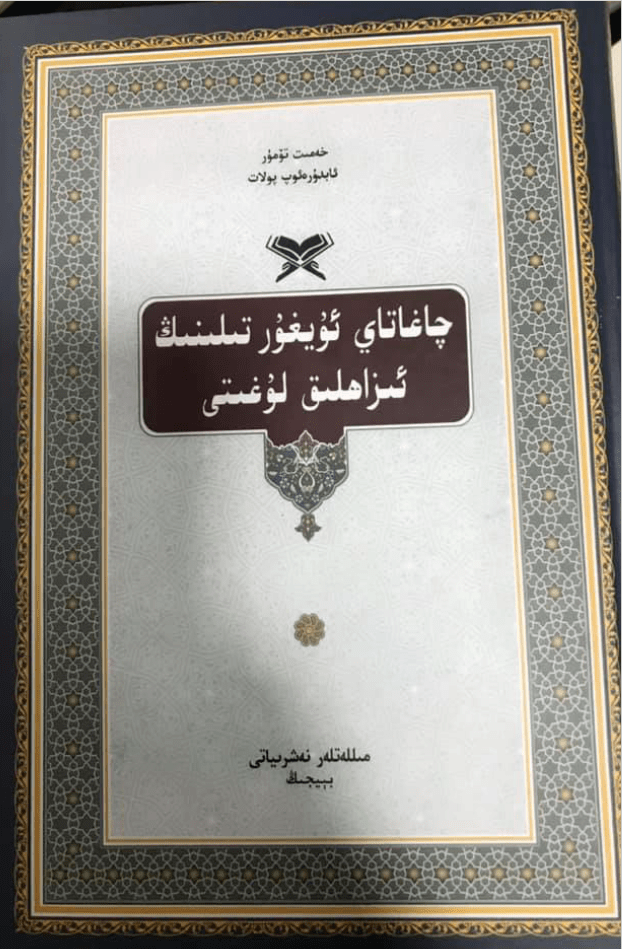 خەمىت تۆمۈر
ئابدۇرەئوپ پولات
چاغاتاي ئۇيغۇر تىلىنىڭ
ئىزاھلىق لۇغىتى
مىللەتلەر نەشرىياتى
بېيجىڭ